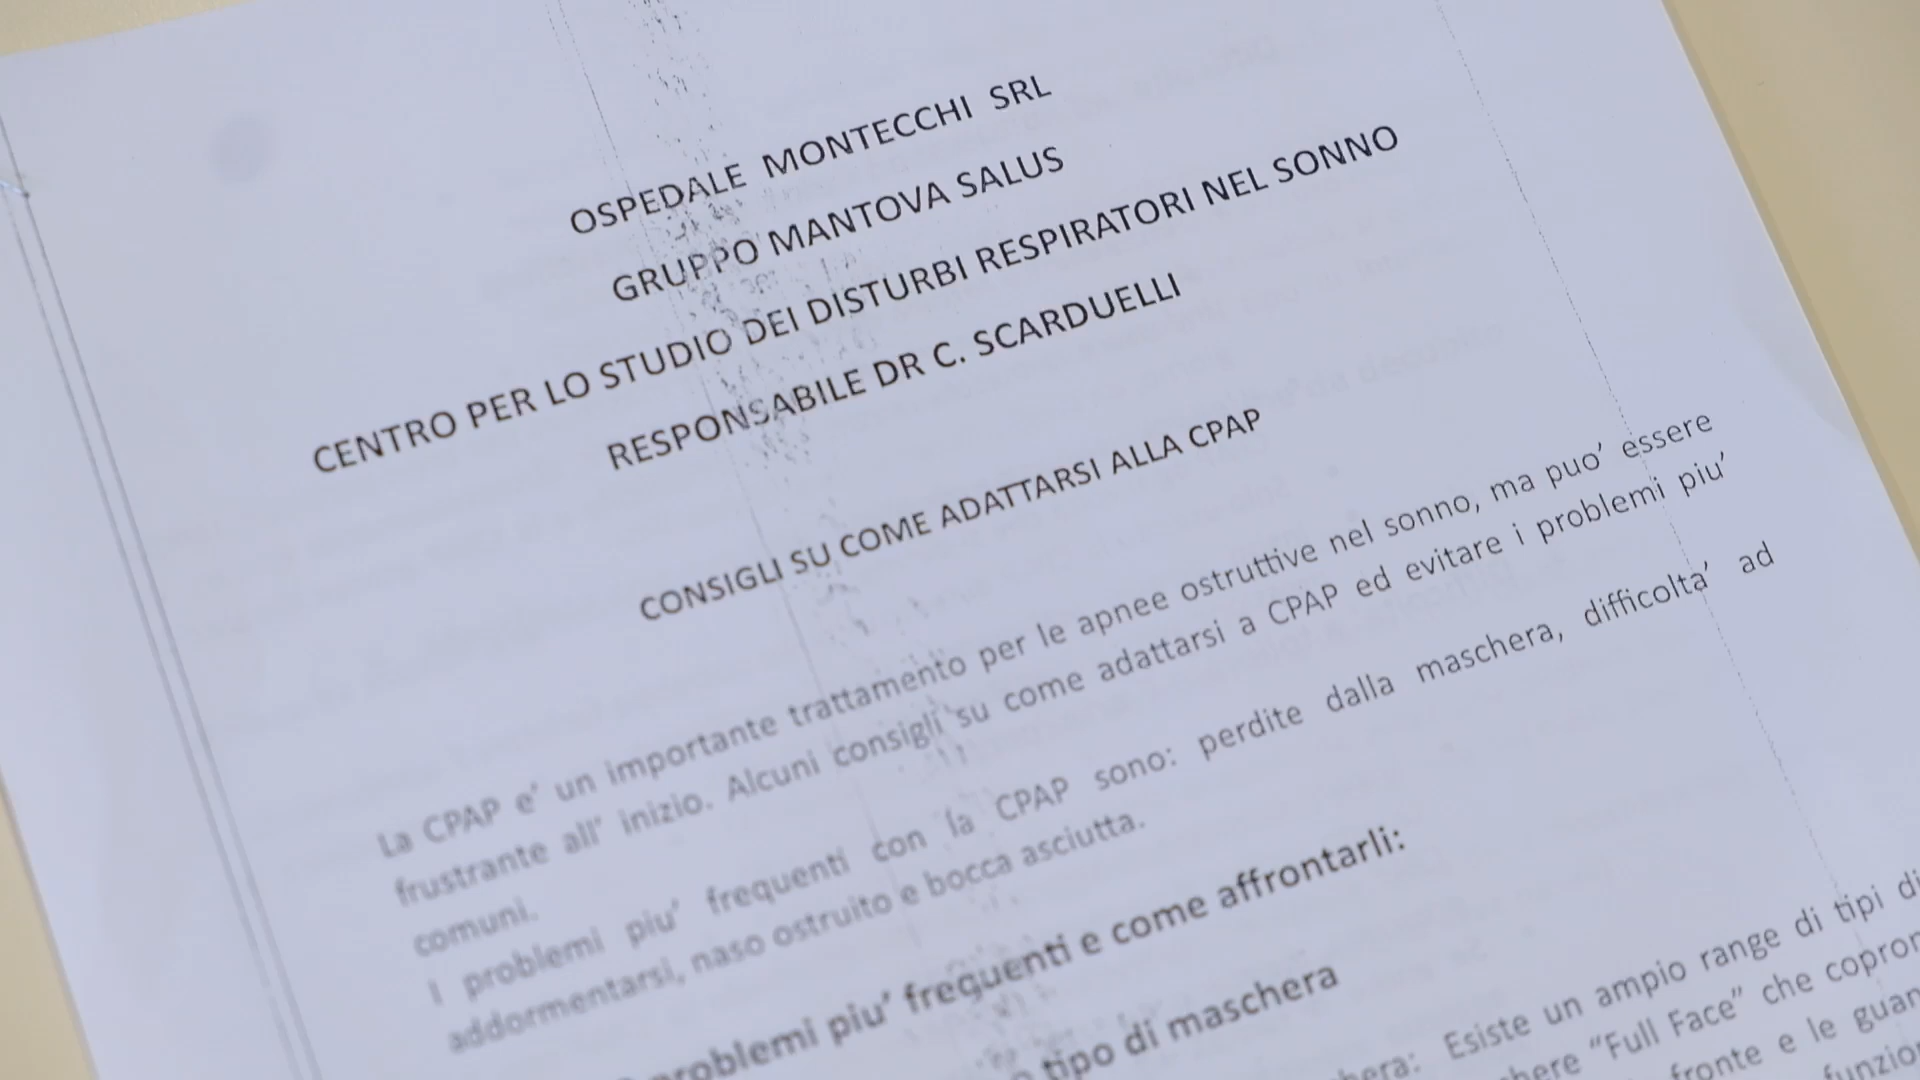 OSPEDALE MONTECCHI SRL
GRUPPO MANTOVA SALUS
CENTRO PER LO STUDIO DEI DISTURBI RESPIRATORI NEL SONNO
RESPONSABILE DR C. SCARDUELLI
CONSIGLI SU COME ADATTARSI ALLA CPAP
La CPAP e' un importante trattamento per le apnee ostruttive nel sonno, ma puo' essere
frustrante all' inizio. Alcuni consigli su come adattarsi a CPAP ed evitare i problemi piu'
comuni.
I problemi piu' frequenti con la CPAP sono: perdite dalla maschera, difficolta' ad
addormentarsi, naso ostruito e bocca asciutta.
problemi piu' frequenti e come affrontarli:
tipo di maschera
Esiste un ampio range di tipi di
"Full Face" che
fronte e le